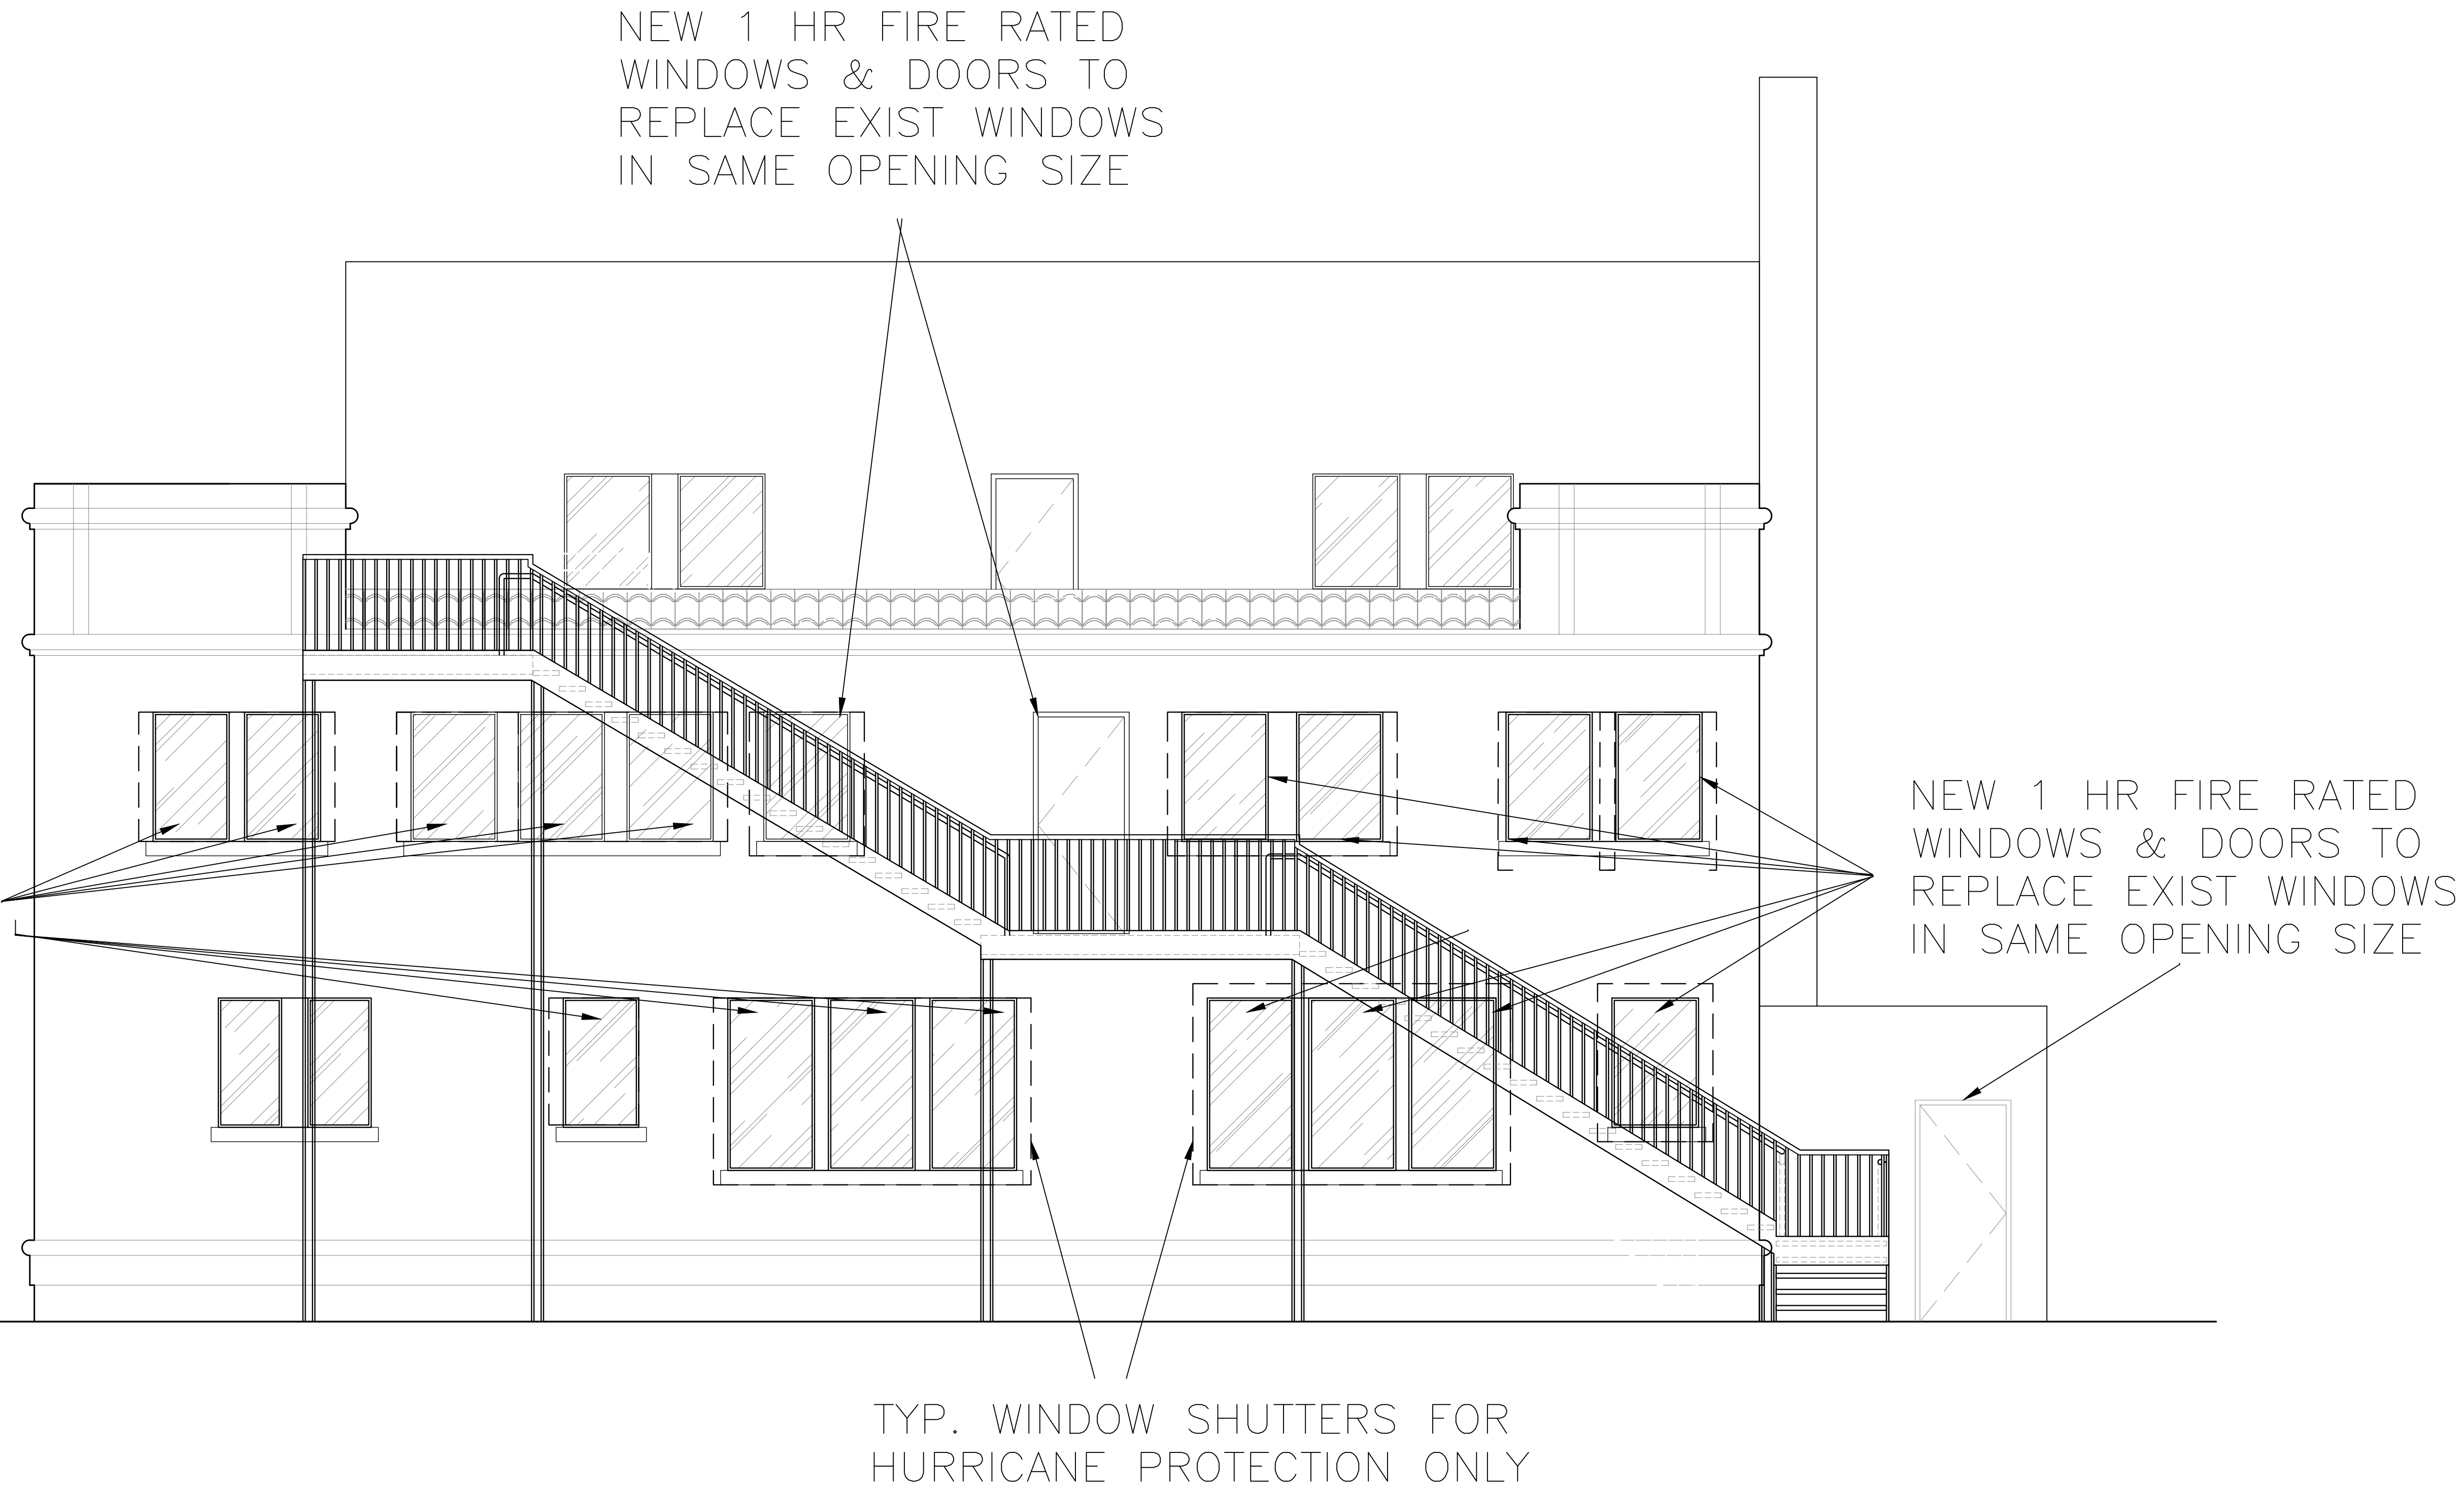 NEW 1 HR FIRE RATED
WINDOWS & DOORS TO
REPLACE EXIST WINDOWS
IN SAME OPENING SIZE
NEW 1 HR FIRE RATED
WINDOWS & DOORS TO
REPLACE EXIST WINDOWS
IN SAME OPENING SIZE
TYP. WINDOW SHUTTERS FOR
HURRICANE PROTECTION ONLY